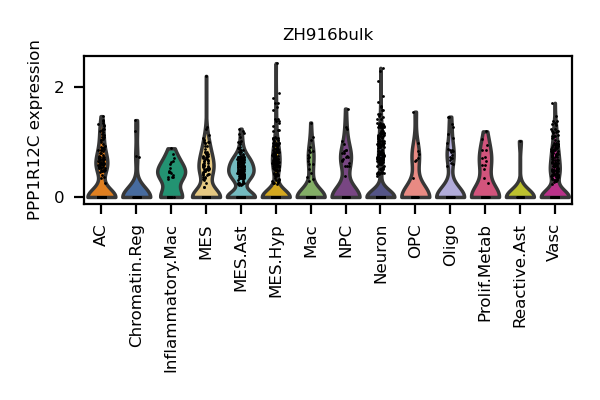 ZH916bulk
PPP1R12C expression
2
0
AC
Chromatin.Reg
Inflammatory.Mac
MES
MES.Ast
MES.Hyp
Mac
NPC
Neuron
OPC
Oligo
Prolif.Metab
Reactive.Ast
Vasc